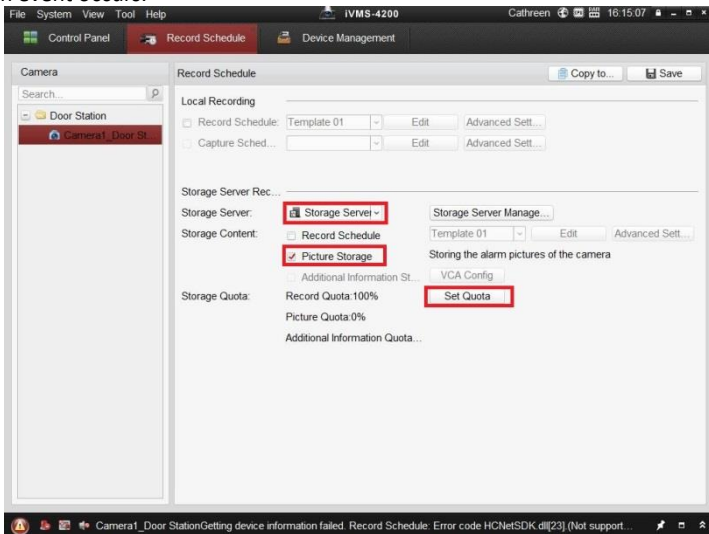 File System View Tool Help iVMS-4200 Cathreen 16:15:07
Control Panel Record Schedule Device Management
Camera
Record Schedule Copy to... Save
Search...
Local Recording
Door Station
Record Schedule: Template 01 Edit Advanced Sett...
Camera1_Door St...
Capture Sched... Edit Advanced Sett...
Storage Server Rec...
Storage Server: Storage Server Storage Server Manage...
Storage Content: Record Schedule Template 01 Edit Advanced Sett...
Picture Storage Storing the alarm pictures of the camera
Additional Information St... VCA Config
Storage Quota: Record Quota:100% Set Quota
Picture Quota:0%
Additional Information Quota...
Camera1_Door StationGetting device information failed. Record Schedule: Error code HCNetSDK.dll[23].(Not support...